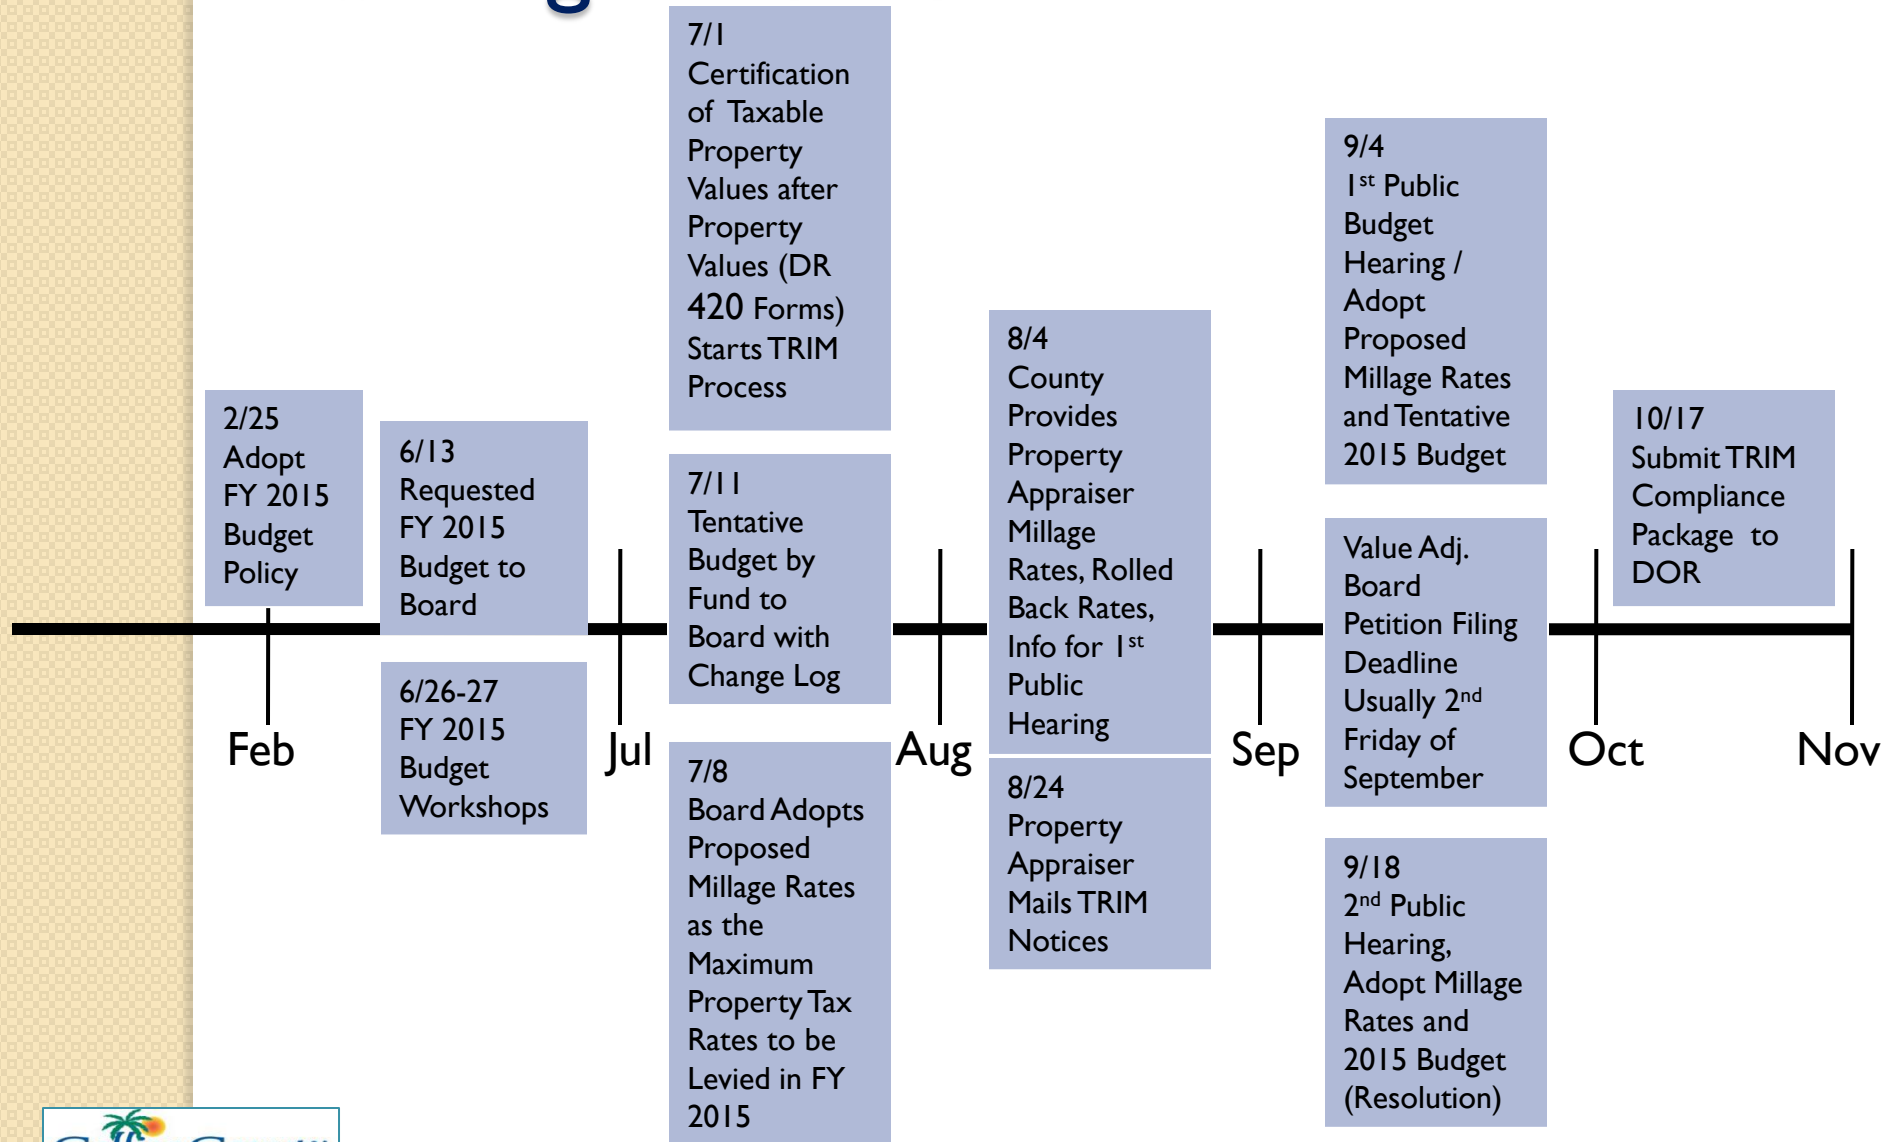 2/25
Adopt
FY 2015
Budget
Policy
6/13
Requested
FY 2015
Budget to
Board
6/26-27
FY 2015
Budget
Workshops
7/1
Certification
of Taxable
Property
Values after
Property
Values (DR
420 Forms)
Starts TRIM
Process
7/11
Tentative
Budget by
Fund to
Board with
Change Log
7/8
Board Adopts
Proposed
Millage Rates
as the
Maximum
Property Tax
Rates to be
Levied in FY
2015
8/4
County
Provides
Property
Appraiser
Millage
Rates, Rolled
Back Rates,
Info for 1st
Public
Hearing
8/24
Property
Appraiser
Mails TRIM
Notices
9/4
1st Public
Budget
Hearing /
Adopt
Proposed
Millage Rates
and Tentative
2015 Budget
Value Adj.
Board
Petition Filing
Deadline
Usually 2nd
Friday of
September
9/18
2nd Public
Hearing,
Adopt Millage
Rates and
2015 Budget
(Resolution)
10/17
Submit TRIM
Compliance
Package to
DOR
Feb
Jul
Aug
Sep
Oct
Nov